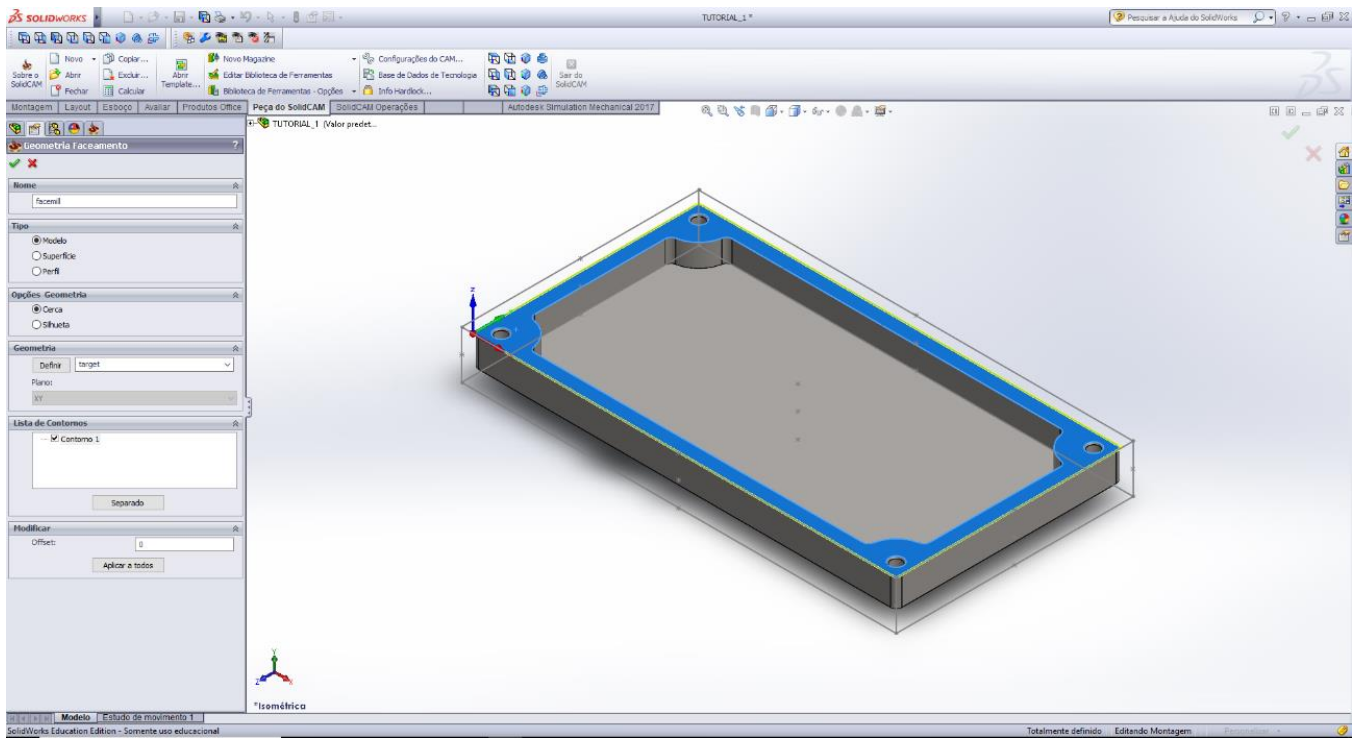 SOLIDWORKS
TUTORIAL_1 *
Pesquisar a Ajuda do SolidWorks
Sobre o SolidCAM
Novo
Abrir
Fechar
Copiar...
Excluir...
Calcular
Abrir Template...
Novo Magazine
Editar Biblioteca de Ferramentas
Biblioteca de Ferramentas - Opções
Configurações do CAM...
Base de Dados de Tecnologia
Info Hardlock...
Sair do SolidCAM
Montagem Layout Esboço Avaliar Produtos Office Peça do SolidCAM SolidCAM Operações Autodesk Simulation Mechanical 2017
TUTORIAL_1 (Valor predet...
Geometria Faceamento ?
Nome
facemill
Tipo
Modelo
Superfície
Perfil
Opções Geometria
Cerca
Silhueta
Geometria
Definir target
Plano:
XY
Lista de Contornos
Contorno 1
Separado
Modificar
Offset: 0
Aplicar a todos
Z
Y
Z X
*Isométrica
Modelo Estudo de movimento 1
SolidWorks Education Edition - Somente uso educacional
Totalmente definido Editando Montagem